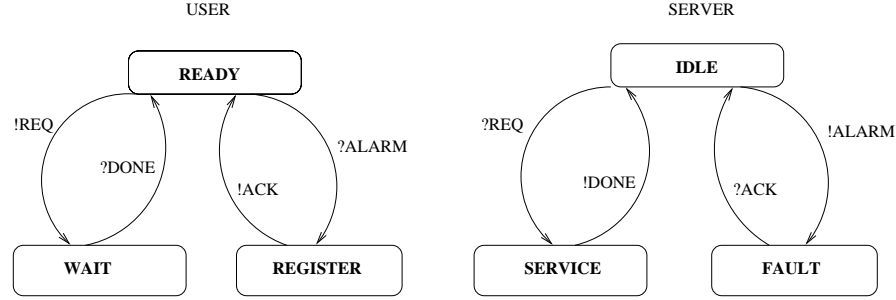 USER
READY
!REQ
?DONE
!ACK
?ALARM
WAIT
REGISTER
SERVER
IDLE
?REQ
!DONE
?ACK
!ALARM
SERVICE
FAULT